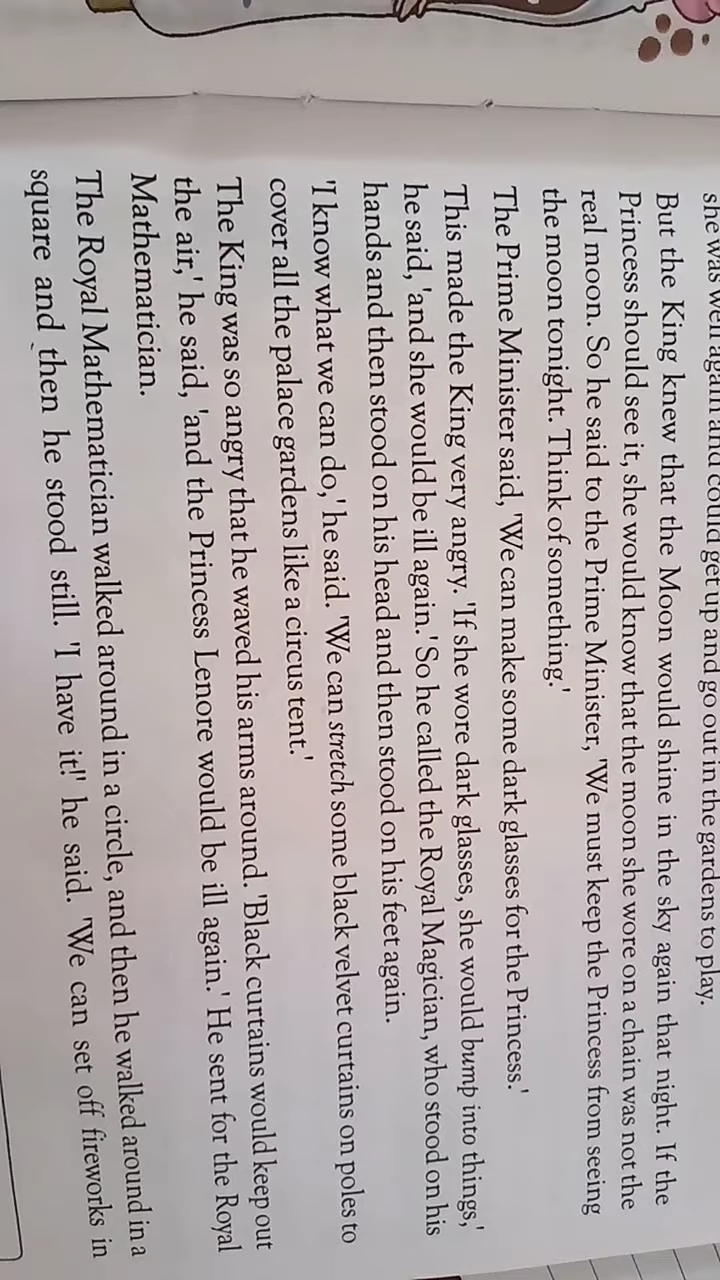 she was well again and could get up and go out in the gardens to play.
But the King knew that the Moon would shine in the sky again that night. If the
Princess should see it, she would know that the moon she wore on a chain was not the
real moon. So he said to the Prime Minister, 'We must keep the Princess from seeing
the moon tonight. Think of something.'
The Prime Minister said, 'We can make some dark glasses for the Princess.'
This made the King very angry. 'If she wore dark glasses, she would bump into things,'
he said, 'and she would be ill again.' So he called the Royal Magician, who stood on his
hands and then stood on his head and then stood on his feet again.
'I know what we can do,' he said. 'We can stretch some black velvet curtains on poles to
cover all the palace gardens like a circus tent.'
The King was so angry that he waved his arms around. 'Black curtains would keep out
the air,' he said, 'and the Princess Lenore would be ill again.' He sent for the Royal
Mathematician.
The Royal Mathematician walked around in a circle, and then he walked around in a
square and then he stood still. 'I have it!' he said. 'We can set off fireworks in